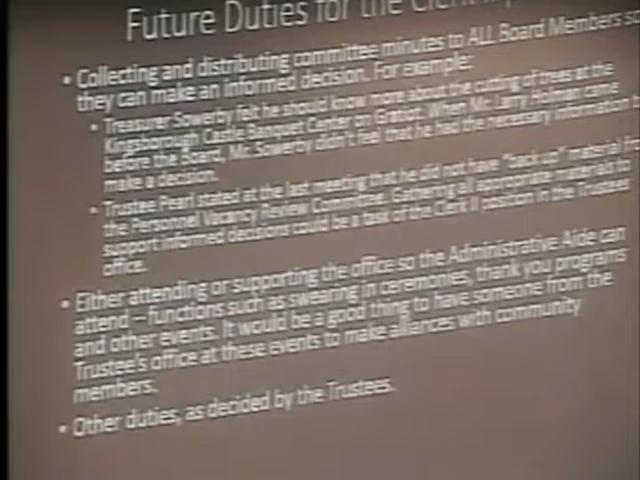 Future Duties for the Clerk
• Collecting and distributing committee minutes to ALL Board Members so
they can make an informed decision. For example:
• Treasurer Sowerby felt he should know more about the cutting of trees at the
Kingsborough Castle Banquet Center on Gratiot. When Mr. Jerry came
before the Board, Mr. Sowerby didn't feel that he had the necessary information to
make a decision.
• Trustee Pearl stated at the last meeting that he did not have "back up" material for
the Personnel Vacancy Review Committee. Gathering all appropriate materials to
support informed decisions could be a task of the Clerk II position in the Trustees'
office.
• Either attending or supporting the office so the Administrative Aide can
attend – functions such as swearing in ceremonies, thank you programs
and other events. It would be a good thing to have someone from the
Trustee's office at these events to make alliances with community
members.
• Other duties, as decided by the Trustees.